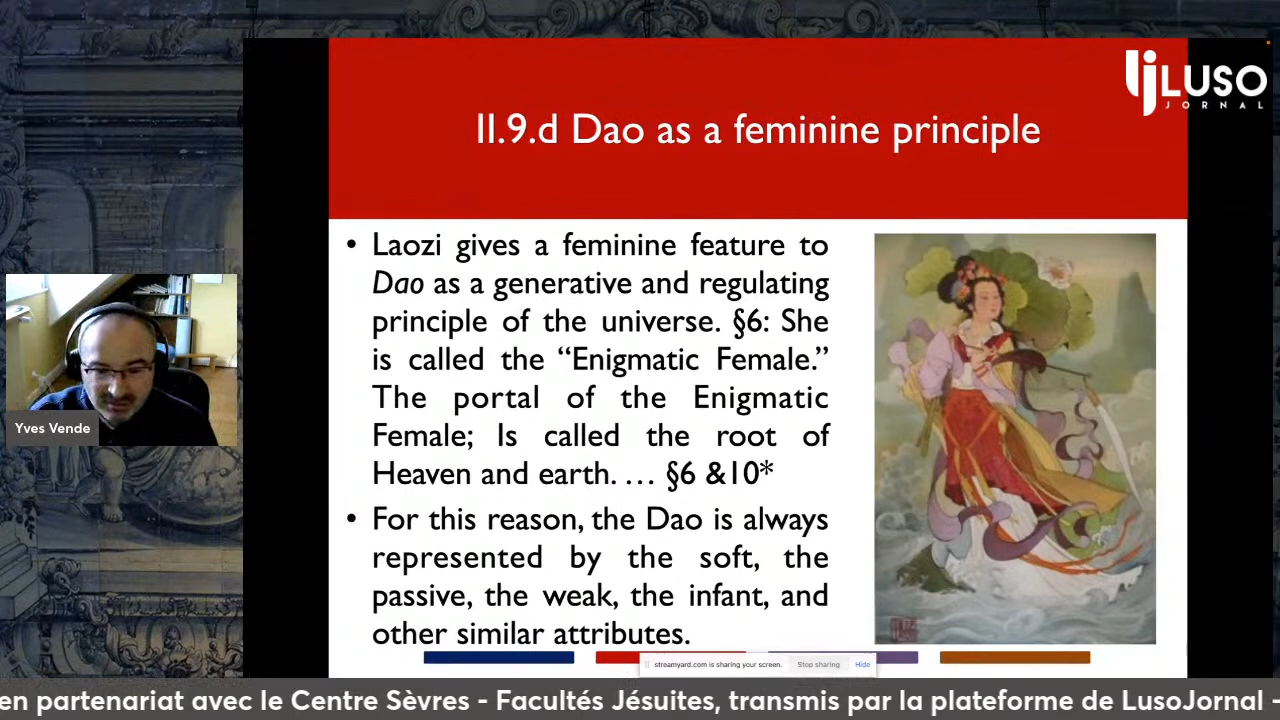 LUSO
JORNAL
II.9.d Dao as a feminine principle
• Laozi gives a feminine feature to
Dao as a generative and regulating
principle of the universe. §6: She
is called the “Enigmatic Female.”
The portal of the Enigmatic
Female; Is called the root of
Heaven and earth. … §6 &10*
• For this reason, the Dao is always
represented by the soft, the
passive, the weak, the infant, and
other similar attributes.
Yves Vende
streamyard.com is sharing your screen. Stop sharing Hide
en partenariat avec le Centre Sèvres - Facultés Jésuites, transmis par la plateforme de LusoJornal -